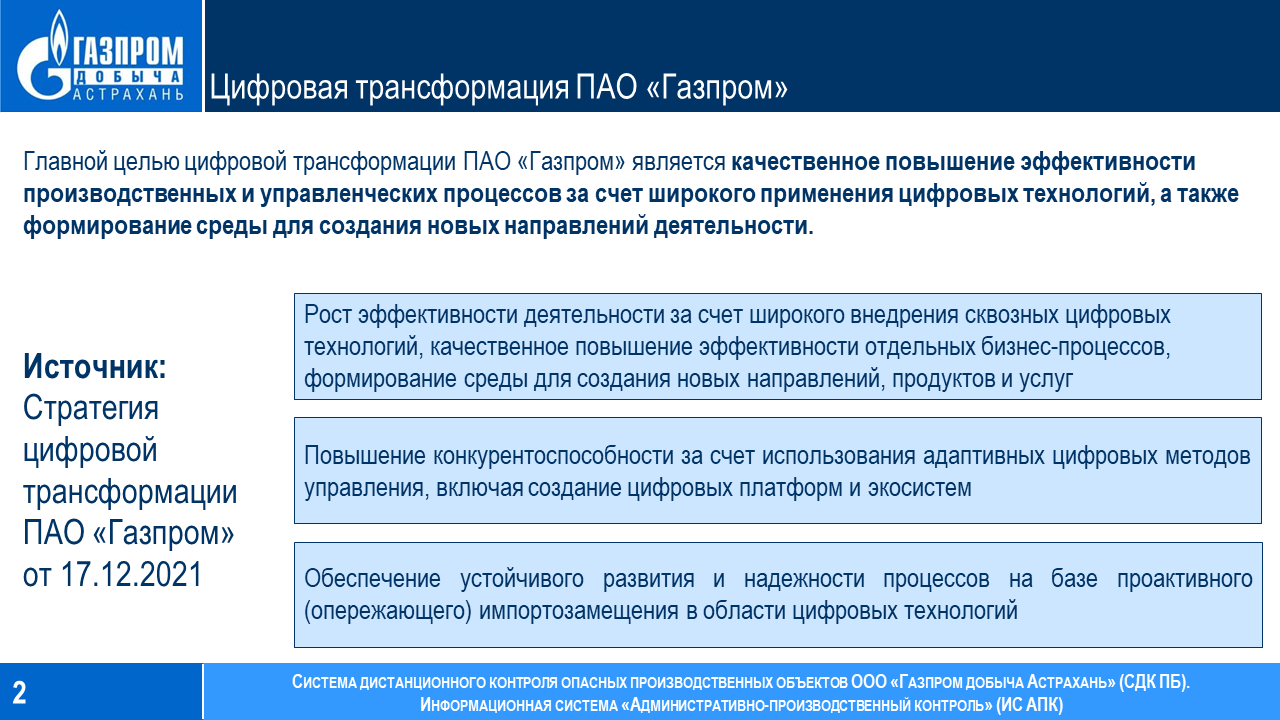 ГАЗПРОМ
ДОБЫЧА
АСТРАХАНЬ
Цифровая трансформация ПАО «Газпром»
Главной целью цифровой трансформации ПАО «Газпром» является качественное повышение эффективности
производственных и управленческих процессов за счет широкого применения цифровых технологий, а также
формирование среды для создания новых направлений деятельности.
Источник:
Стратегия
цифровой
трансформации
ПАО «Газпром»
от 17.12.2021
Рост эффективности деятельности за счет широкого внедрения сквозных цифровых
технологий, качественное повышение эффективности отдельных бизнес-процессов,
формирование среды для создания новых направлений, продуктов и услуг
Повышение конкурентоспособности за счет использования адаптивных цифровых методов
управления, включая создание цифровых платформ и экосистем
Обеспечение устойчивого развития и надежности процессов на базе проактивного
(опережающего) импортозамещения в области цифровых технологий
2
Система дистанционного контроля опасных производственных объектов ООО «Газпром добыча Астрахань» (СДК ПБ).
Информационная система «Административно-производственный контроль» (ИС АПК)